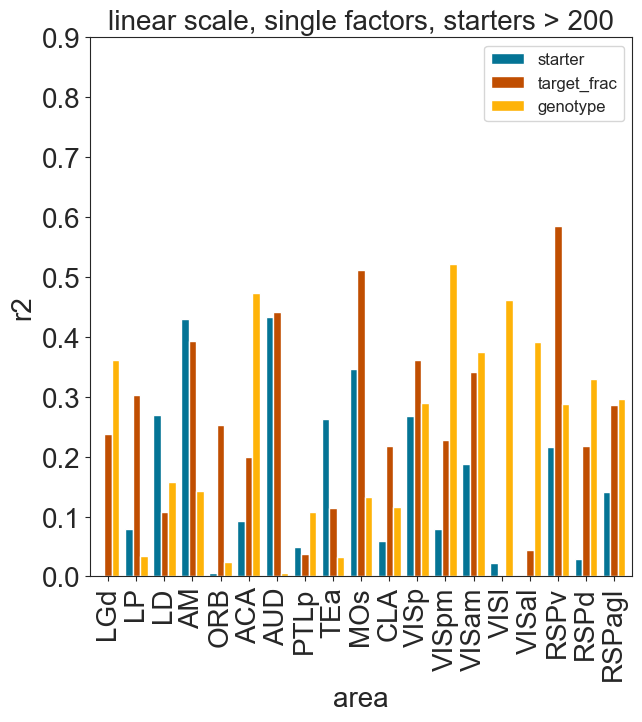 linear scale, single factors, starters > 200
starter
target_frac
genotype
r2
0.9
0.8
0.7
0.6
0.5
0.4
0.3
0.2
0.1
0.0
LGd
LP
LD
AM
ORB
ACA
AUD
PTLp
TEa
MOs
CLA
VISp
VISpm
VISam
VISl
VISal
RSPv
RSPd
RSPagl
area